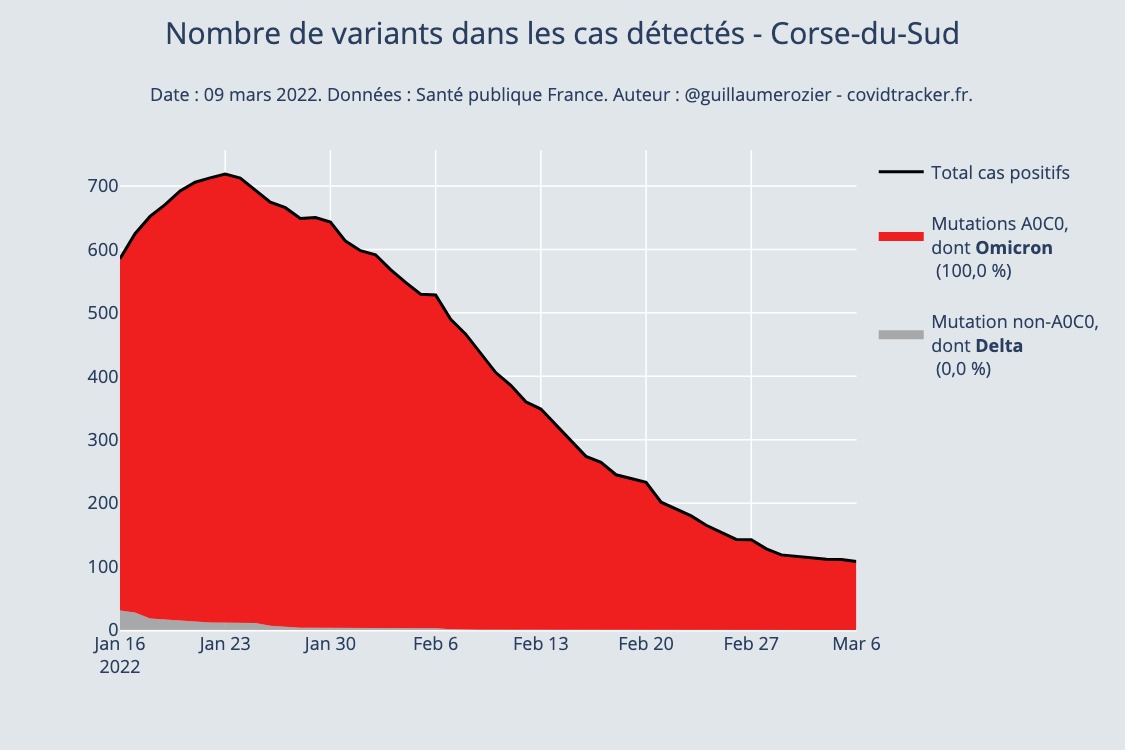 Nombre de variants dans les cas détectés - Corse-du-Sud
Date : 09 mars 2022. Données : Santé publique France. Auteur : @guillaumerozier - covidtracker.fr.
Total cas positifs
Mutations A0C0,
dont Omicron
(100,0 %)
Mutation non-A0C0,
dont Delta
(0,0 %)
700
600
500
400
300
200
100
0
Jan 16 Jan 23 Jan 30 Feb 6 Feb 13 Feb 20 Feb 27 Mar 6
2022